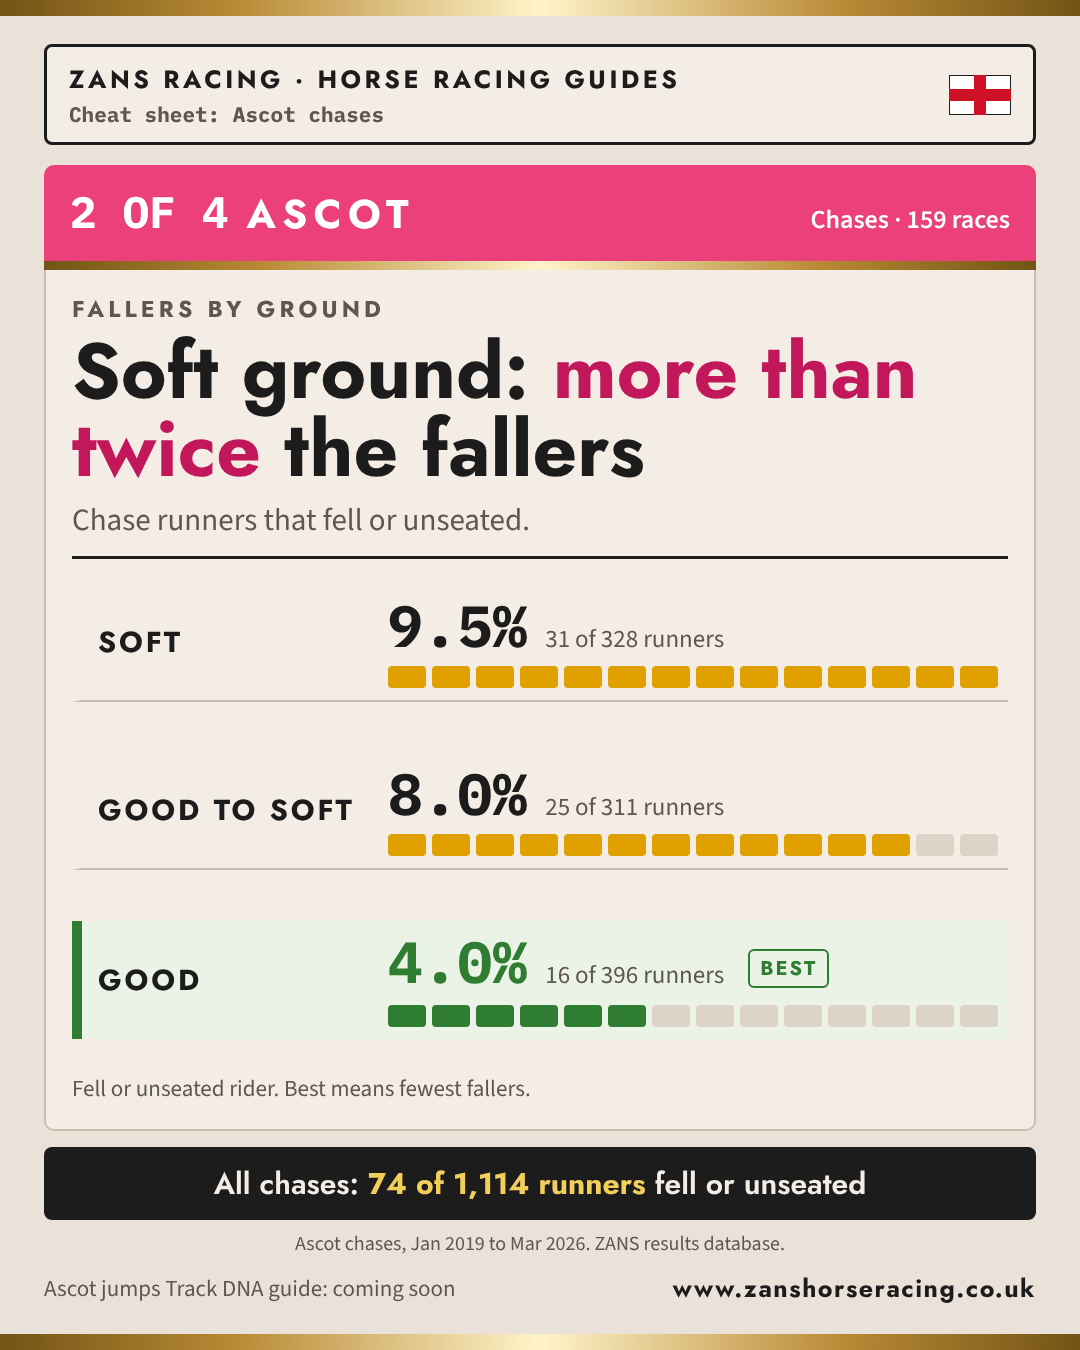 ZANS RACING · HORSE RACING GUIDES
Cheat sheet: Ascot chases
2 OF 4 ASCOT
Chases · 159 races
FALLERS BY GROUND
Soft ground: more than
twice the fallers
Chase runners that fell or unseated.
SOFT
9.5% 31 of 328 runners
GOOD TO SOFT
8.0% 25 of 311 runners
GOOD
4.0% 16 of 396 runners BEST
Fell or unseated rider. Best means fewest fallers.
All chases: 74 of 1,114 runners fell or unseated
Ascot chases, Jan 2019 to Mar 2026. ZANS results database.
Ascot jumps Track DNA guide: coming soon
www.zanshorseracing.co.uk